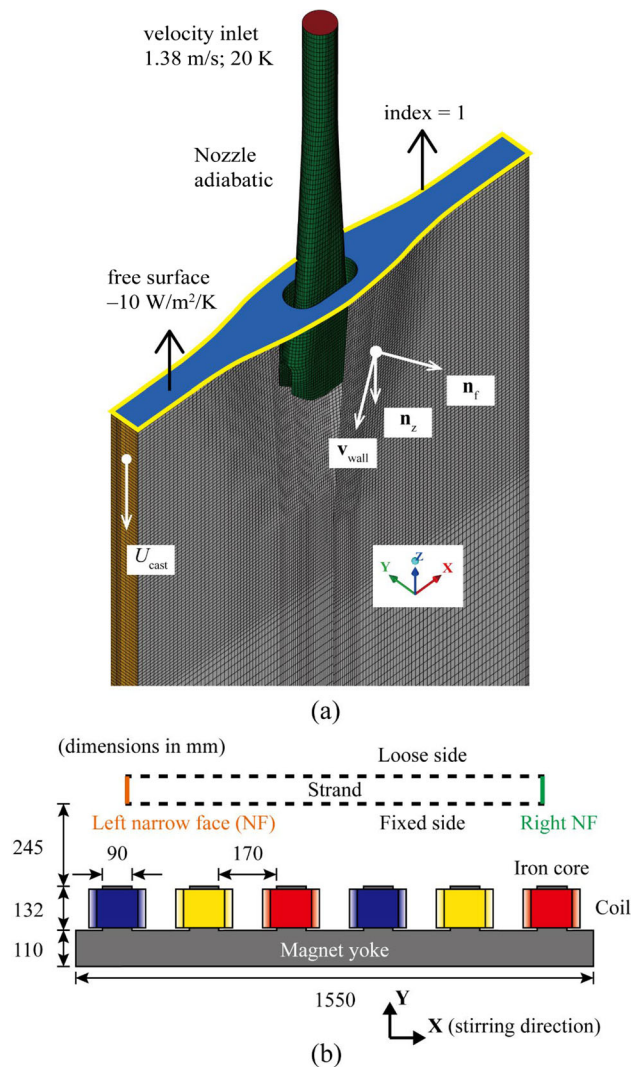 velocity inlet
1.38 m/s; 20 K
index = 1
Nozzle
adiabatic
free surface
−10 W/m²/K
n_f
n_z
v_wall
U_cast
Z
Y X
(a)
(dimensions in mm)
Loose side
Strand
Left narrow face (NF) Fixed side Right NF
245
90 170
Iron core
132
Coil
110
Magnet yoke
1550
Y
X (stirring direction)
(b)